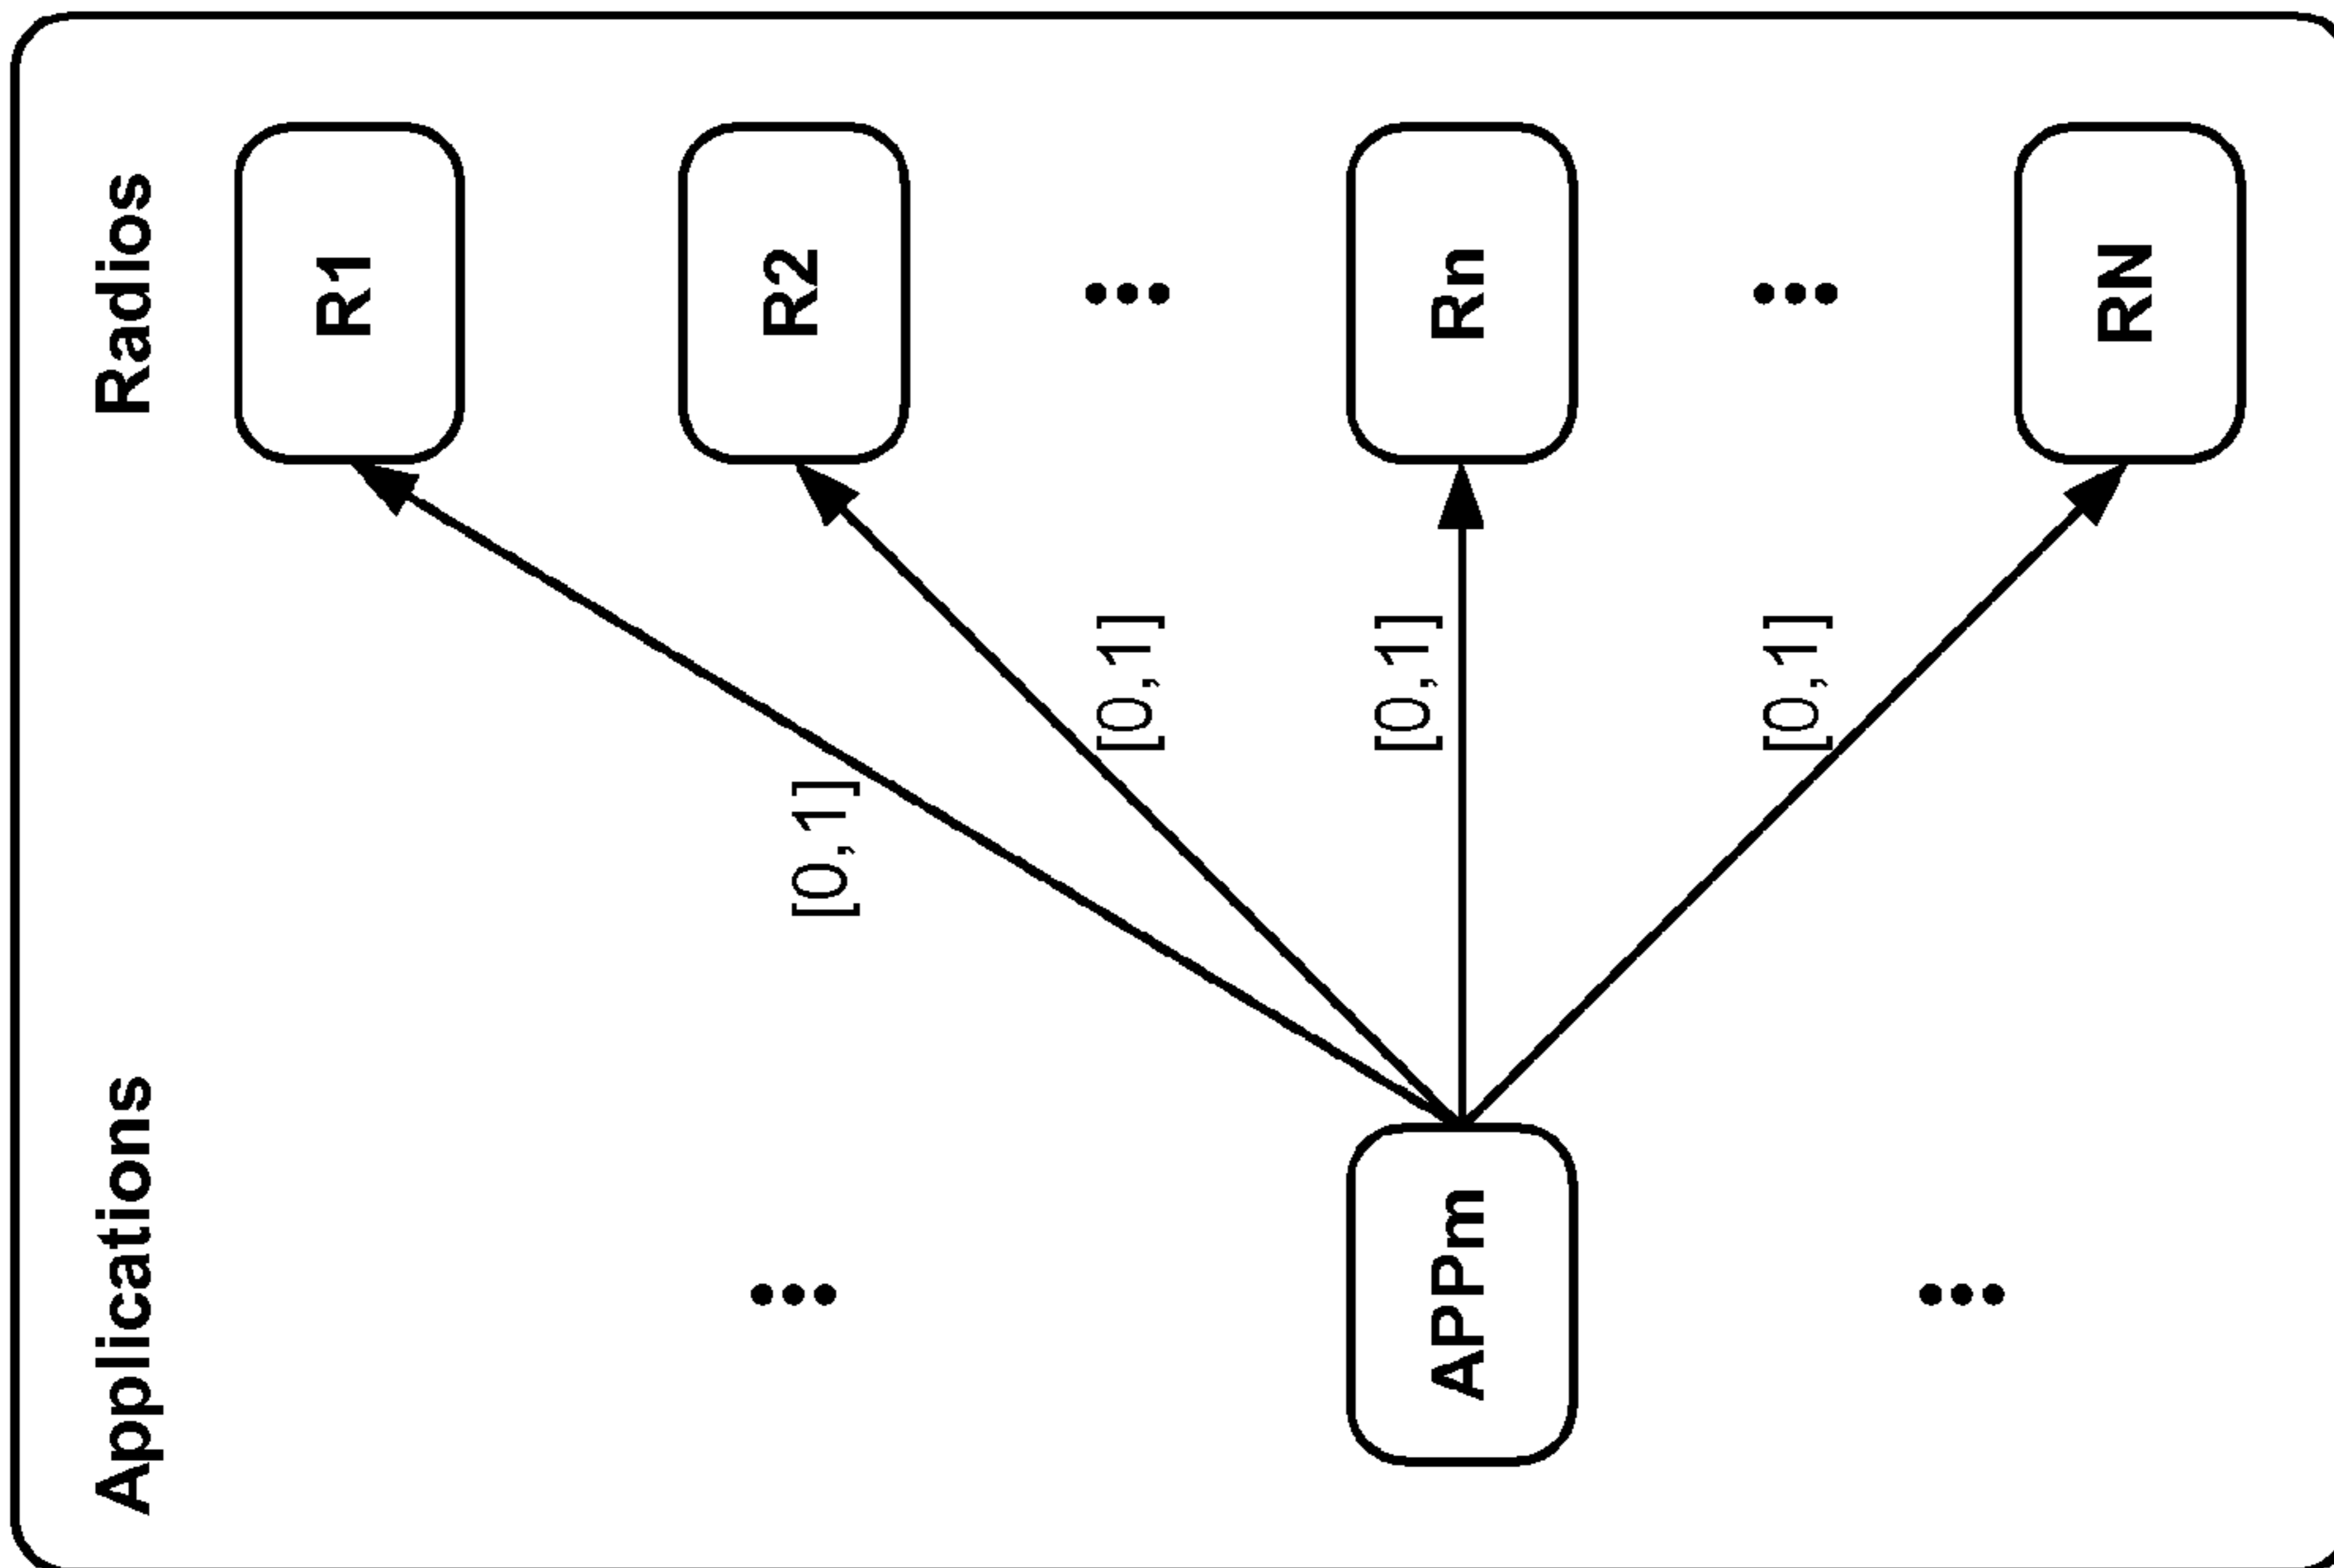 Applications
Radios
R1
[0,1]
R2
[0,1]
...
APPm
[0,1]
Rn
...
[0,1]
...
RN
...